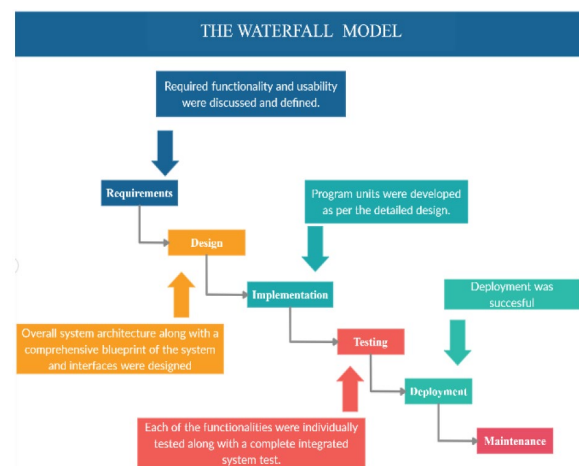 THE WATERFALL MODEL
Required functionality and usability
were discussed and defined.
Requirements
Program units were developed
as per the detailed design.
Design
Implementation
Deployment was
succesful
Overall system architecture along with a
comprehensive blueprint of the system
and interfaces were designed
Testing
Deployment
Each of the functionalities were individually
tested along with a complete integrated
system test.
Maintenance